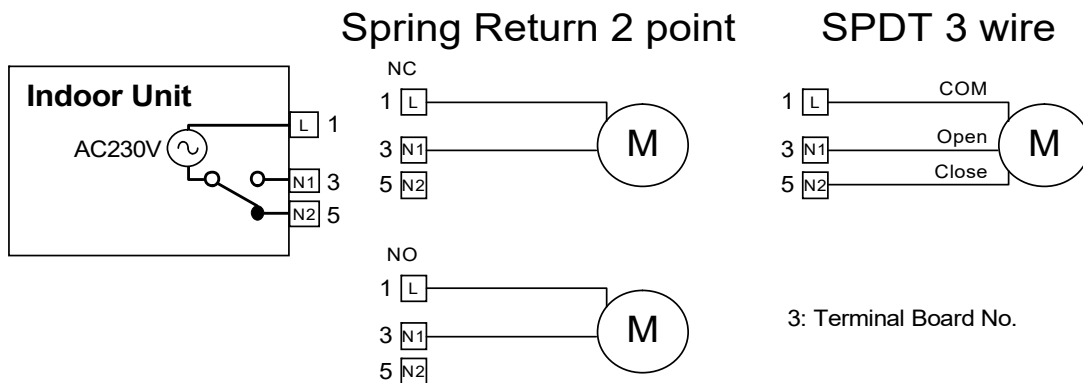 Spring Return 2 point
SPDT 3 wire
Indoor Unit
AC230V
L 1
N1 3
N2 5
NC
1 L
3 N1
5 N2
M
NO
1 L
3 N1
5 N2
M
1 L COM
3 N1 Open
5 N2 Close
M
3: Terminal Board No.